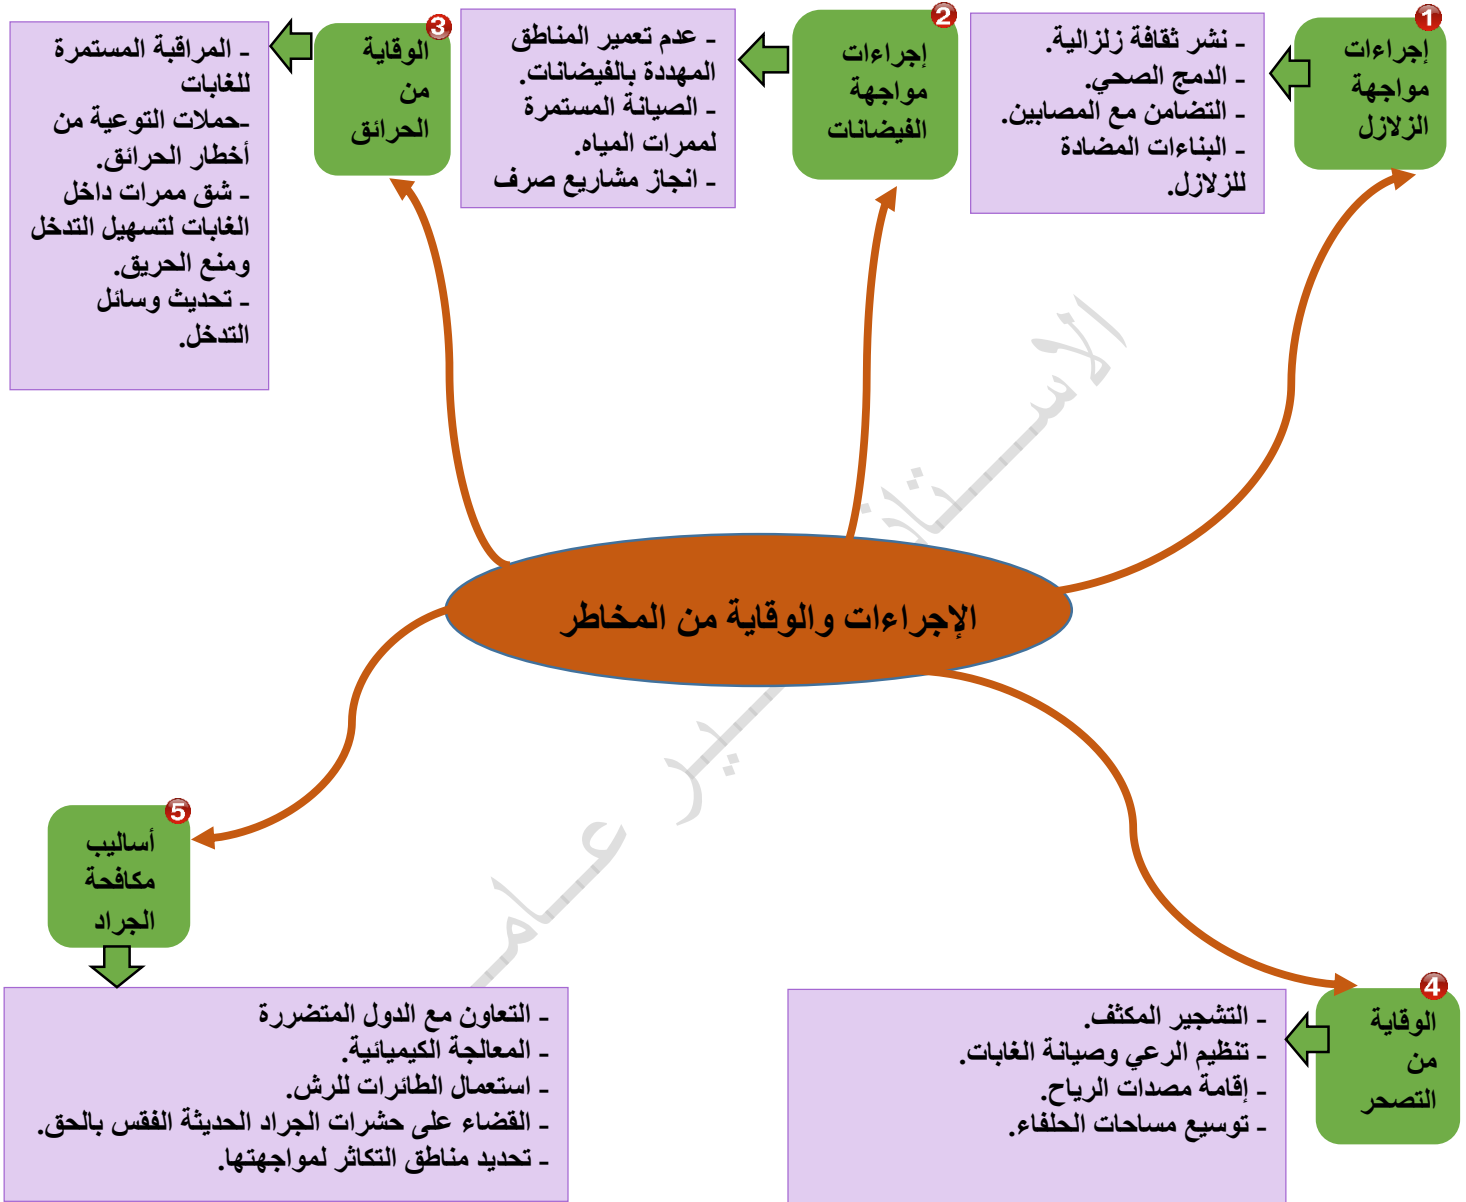 1
إجراءات
مواجهة
الزلازل
- نشر ثقافة زلزالية.
- الدمج الصحي.
- التضامن مع المصابين.
- البناءات المضادة
للزلازل.
2
إجراءات
مواجهة
الفيضانات
- عدم تعمير المناطق
المهددة بالفيضانات.
- الصيانة المستمرة
لممرات المياه.
- انجاز مشاريع صرف
3
الوقاية
من
الحرائق
- المراقبة المستمرة
للغابات
-حملات التوعية من
أخطار الحرائق.
- شق ممرات داخل
الغابات لتسهيل التدخل
ومنع الحريق.
- تحديث وسائل
التدخل.
الإجراءات والوقاية من المخاطر
4
الوقاية
من
التصحر
- التشجير المكثف.
- تنظيم الرعي وصيانة الغابات.
- إقامة مصدات الرياح.
- توسيع مساحات الحلفاء.
5
أساليب
مكافحة
الجراد
- التعاون مع الدول المتضررة
- المعالجة الكيميائية.
- استعمال الطائرات للرش.
- القضاء على حشرات الجراد الحديثة الفقس بالحق.
- تحديد مناطق التكاثر لمواجهتها.